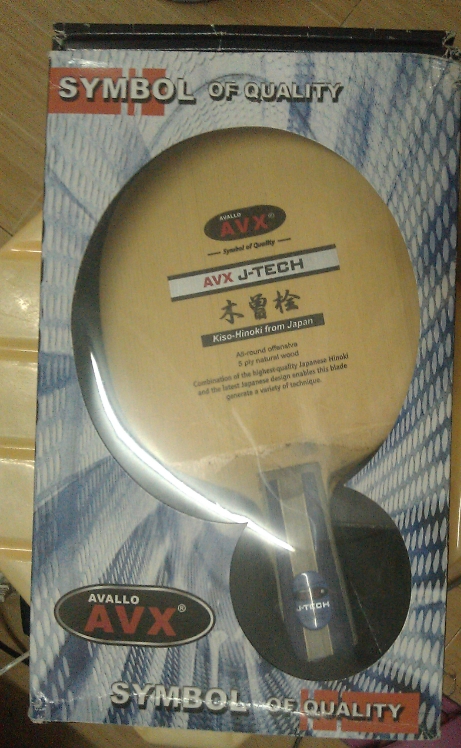 SYMBOL OF QUALITY
AVALLO
AVX®
Symbol of Quality
AVX J-TECH
木曽桧
Kiso-Hinoki from Japan
All-round offensive
5 ply natural wood
Combination of the highest-quality Japanese Hinoki
and the latest Japanese design enables this blade
generate a variety of technique.
J-TECH
AVALLO
AVX®
SYMBOL OF QUALITY